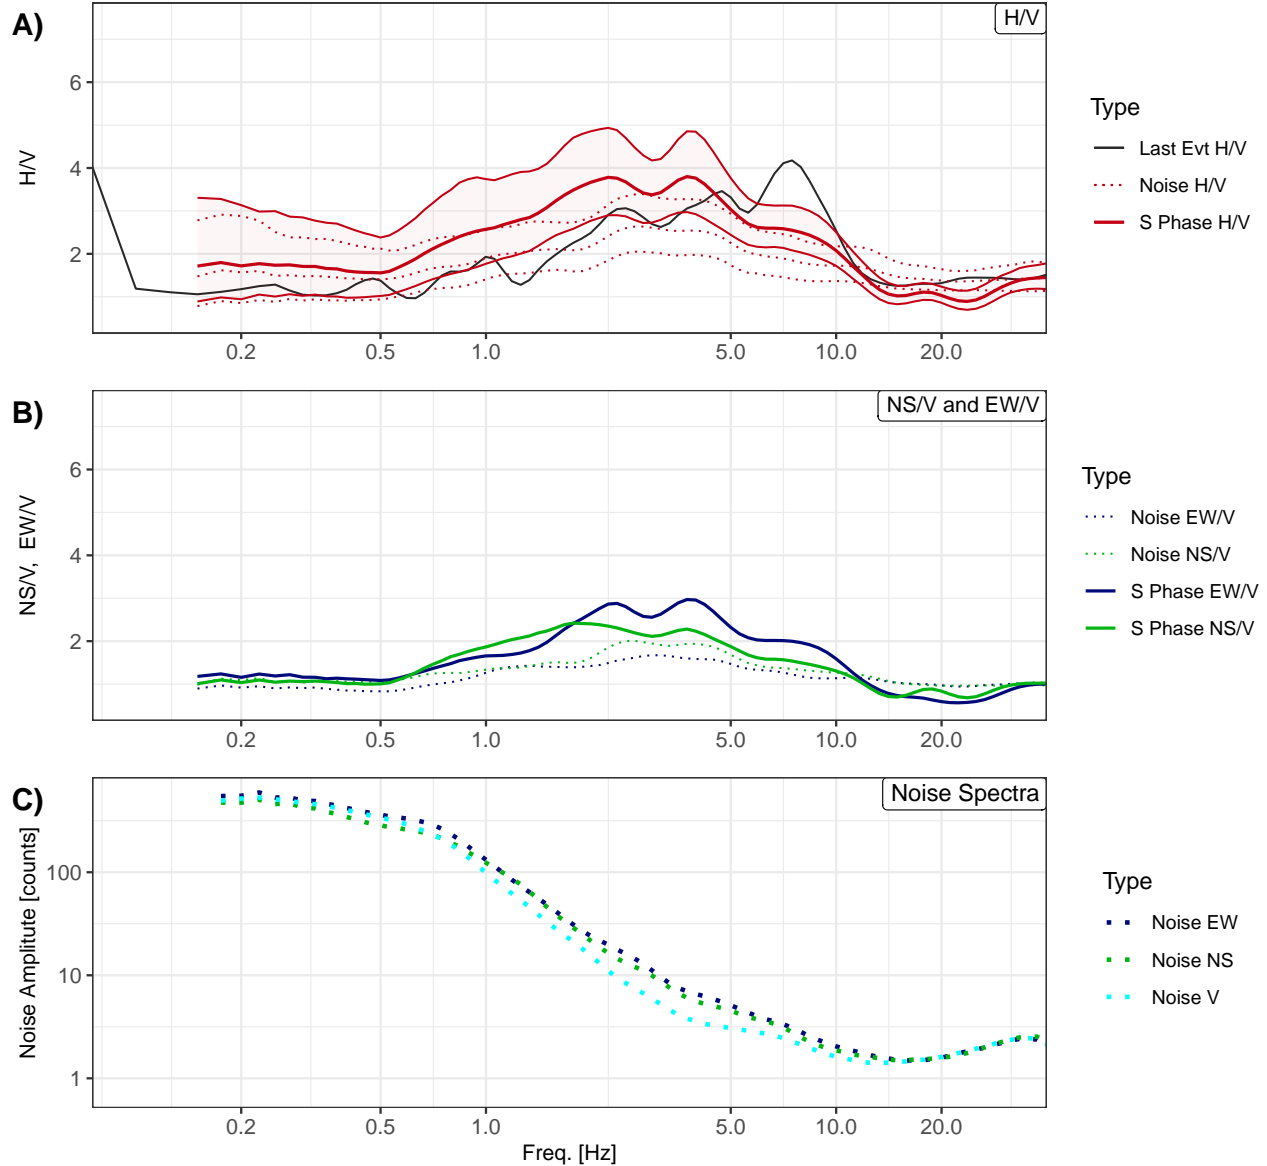 A)
H/V
6
4
2
H/V
0.2 0.5 1.0 5.0 10.0 20.0
Type
Last Evt H/V
Noise H/V
S Phase H/V
B)
NS/V and EW/V
6
4
2
NS/V,  EW/V
0.2 0.5 1.0 5.0 10.0 20.0
Type
Noise EW/V
Noise NS/V
S Phase EW/V
S Phase NS/V
C)
Noise Spectra
100
10
1
Noise Amplitute [counts]
0.2 0.5 1.0 5.0 10.0 20.0
Freq. [Hz]
Type
Noise EW
Noise NS
Noise V